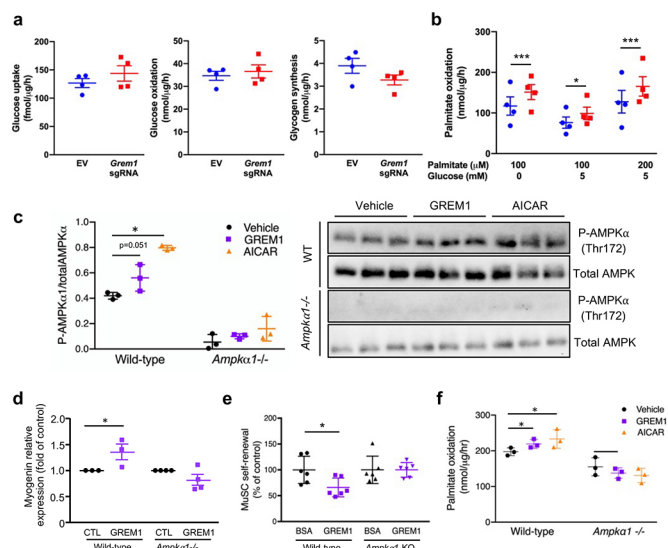 a
Glucose uptake
(fmol/µg/h)
200
150
100
50
0
EV
Grem1
sgRNA
Glucose oxidation
(nmol/µg/h)
50
40
30
20
10
0
EV
Grem1
sgRNA
Glycogen synthesis
(nmol/µg/h)
5
4
3
2
1
0
EV
Grem1
sgRNA
b
Palmitate oxidation
(nmol/µg/h)
300
200
100
0
***
*
***
Palmitate (µM) 100 100 200
Glucose (mM) 0 5 5
c
P-AMPKα1/totalAMPKα
1.0
0.8
0.6
0.4
0.2
0.0
*
p=0.051
Vehicle
GREM1
AICAR
Wild-type
Ampkα1-/-
Vehicle
GREM1
AICAR
WT
P-AMPKα
(Thr172)
Total AMPK
Ampkα1-/-
P-AMPKα
(Thr172)
Total AMPK
d
Myogenin relative
expression (fold of control)
2.0
1.5
1.0
0.5
0.0
*
CTL GREM1 CTL GREM1
Wild-type Ampkα1-/-
e
MuSC self-renewal
(% of control)
200
150
100
50
0
*
BSA GREM1 BSA GREM1
Wild-type Ampkα1 KO
f
Palmitate oxidation
(nmol/µg/hr)
300
200
100
0
*
*
Vehicle
GREM1
AICAR
Wild-type
Ampka1 -/-